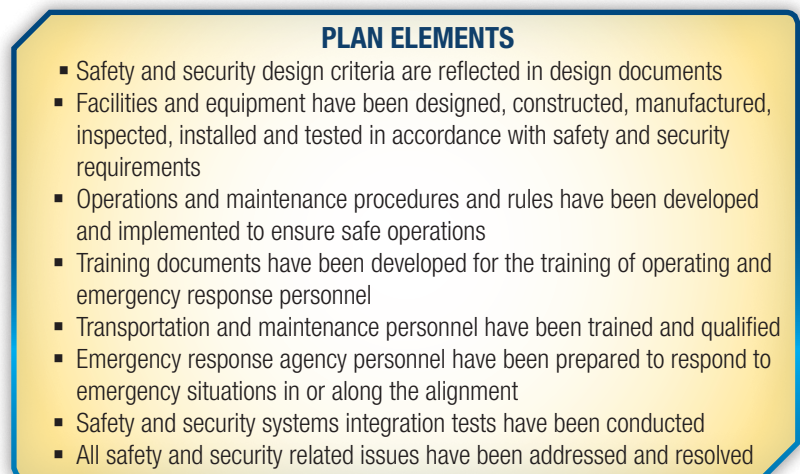 PLAN ELEMENTS
▪ Safety and security design criteria are reflected in design documents
▪ Facilities and equipment have been designed, constructed, manufactured,
inspected, installed and tested in accordance with safety and security
requirements
▪ Operations and maintenance procedures and rules have been developed
and implemented to ensure safe operations
▪ Training documents have been developed for the training of operating and
emergency response personnel
▪ Transportation and maintenance personnel have been trained and qualified
▪ Emergency response agency personnel have been prepared to respond to
emergency situations in or along the alignment
▪ Safety and security systems integration tests have been conducted
▪ All safety and security related issues have been addressed and resolved